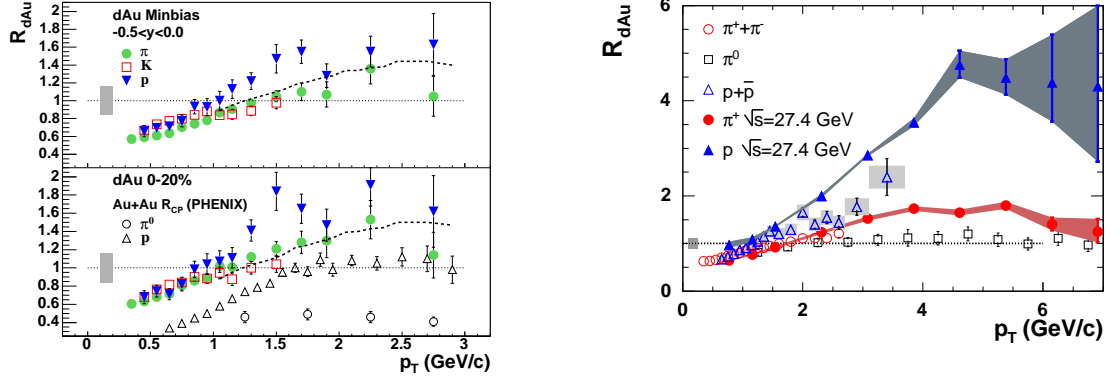 R_dAu
2
1.8
1.6
1.4
1.2
1
0.8
0.6
0.4
dAu Minbias
-0.5<y<0.0
π
K
p
2
1.8
1.6
1.4
1.2
1
0.8
0.6
0.4
dAu 0-20%
Au+Au R_CP (PHENIX)
π⁰
p
0 0.5 1 1.5 2 2.5 3
p_T (GeV/c)
R_dAu
6
4
2
1
0
π⁺+π⁻
π⁰
p+p̄
π⁺ √s=27.4 GeV
p √s=27.4 GeV
0 2 4 6
p_T (GeV/c)